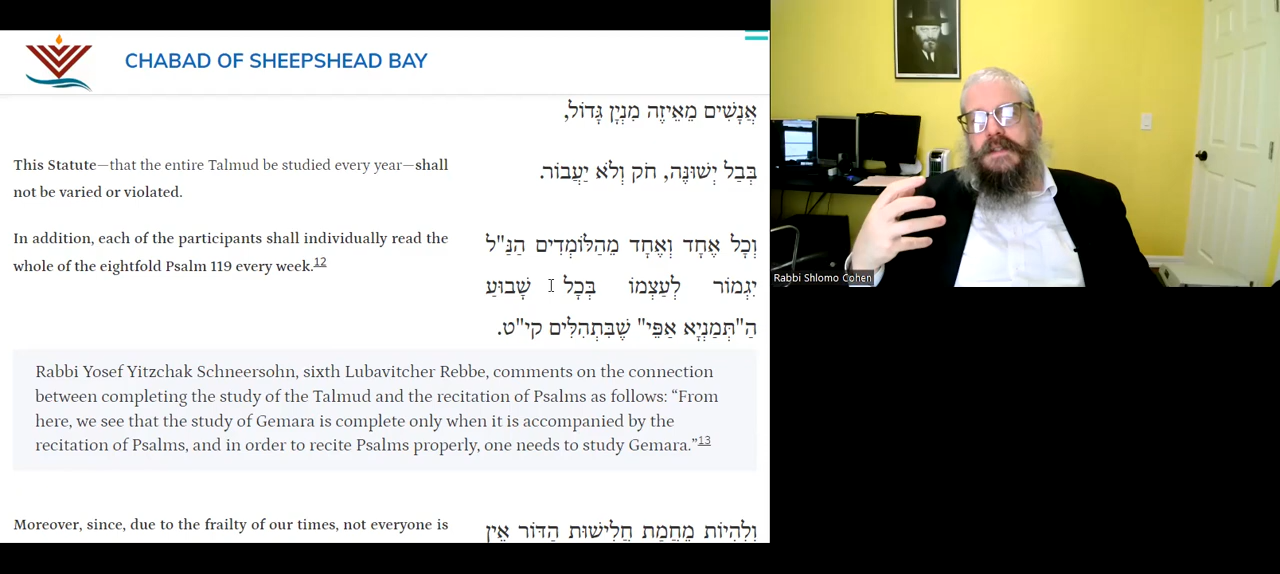 CHABAD OF SHEEPSHEAD BAY
אֲנָשִׁים מֵאֵיזֶה מִנְיָן גָּדוֹל,
This Statute—that the entire Talmud be studied every year—shall
not be varied or violated.
בְּבַל יְשׁוּנֶּה, חֹק וְלֹא יַעֲבוֹר.
In addition, each of the participants shall individually read the
whole of the eightfold Psalm 119 every week.12
וְכָל אֶחָד וְאֶחָד מֵהַלּוֹמְדִים הַנַּ"ל
יִגְמוֹר לְעַצְמוֹ בְּכָל שָׁבוּעַ
הַ"תְּמַנְיָא אַפֵּי" שֶׁבִּתְהִלִּים קי"ט.
Rabbi Yosef Yitzchak Schneersohn, sixth Lubavitcher Rebbe, comments on the connection
between completing the study of the Talmud and the recitation of Psalms as follows: “From
here, we see that the study of Gemara is complete only when it is accompanied by the
recitation of Psalms, and in order to recite Psalms properly, one needs to study Gemara.”13
Moreover, since, due to the frailty of our times, not everyone is
וְלִהְיוֹת מֵחֲמַת חֲלִישׁוּת הַדּוֹר אֵין
Rabbi Shlomo Cohen